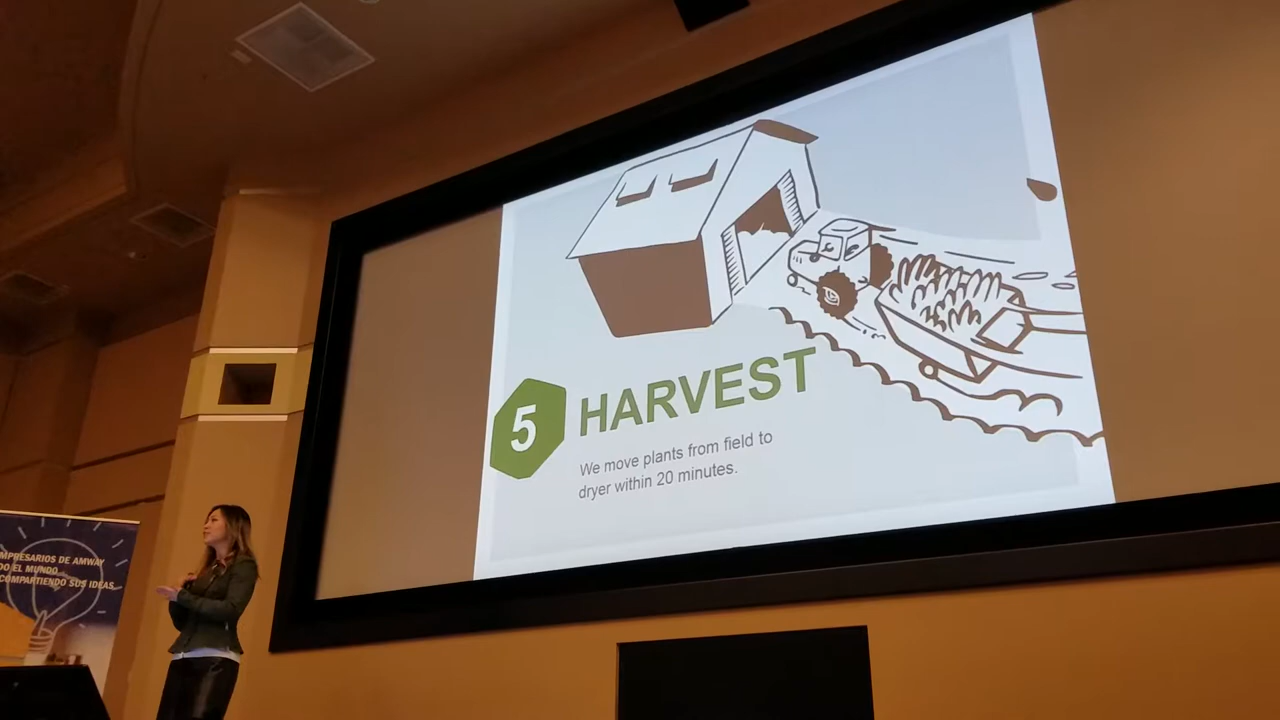 5
HARVEST
We move plants from field to
dryer within 20 minutes.
MPRESARIOS DE AMWAY
DO EL MUNDO
COMPARTIENDO SUS IDEAS.